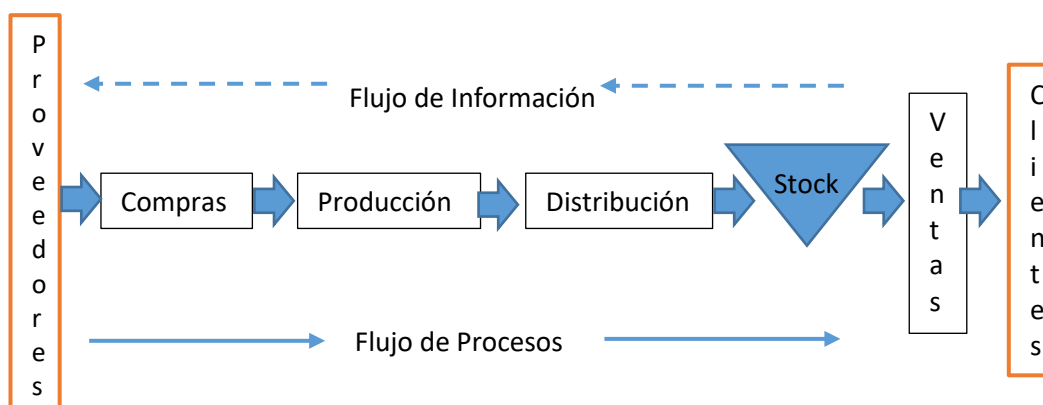 Proveedores
Flujo de Información
Compras
Producción
Distribución
Stock
Ventas
Clientes
Flujo de Procesos